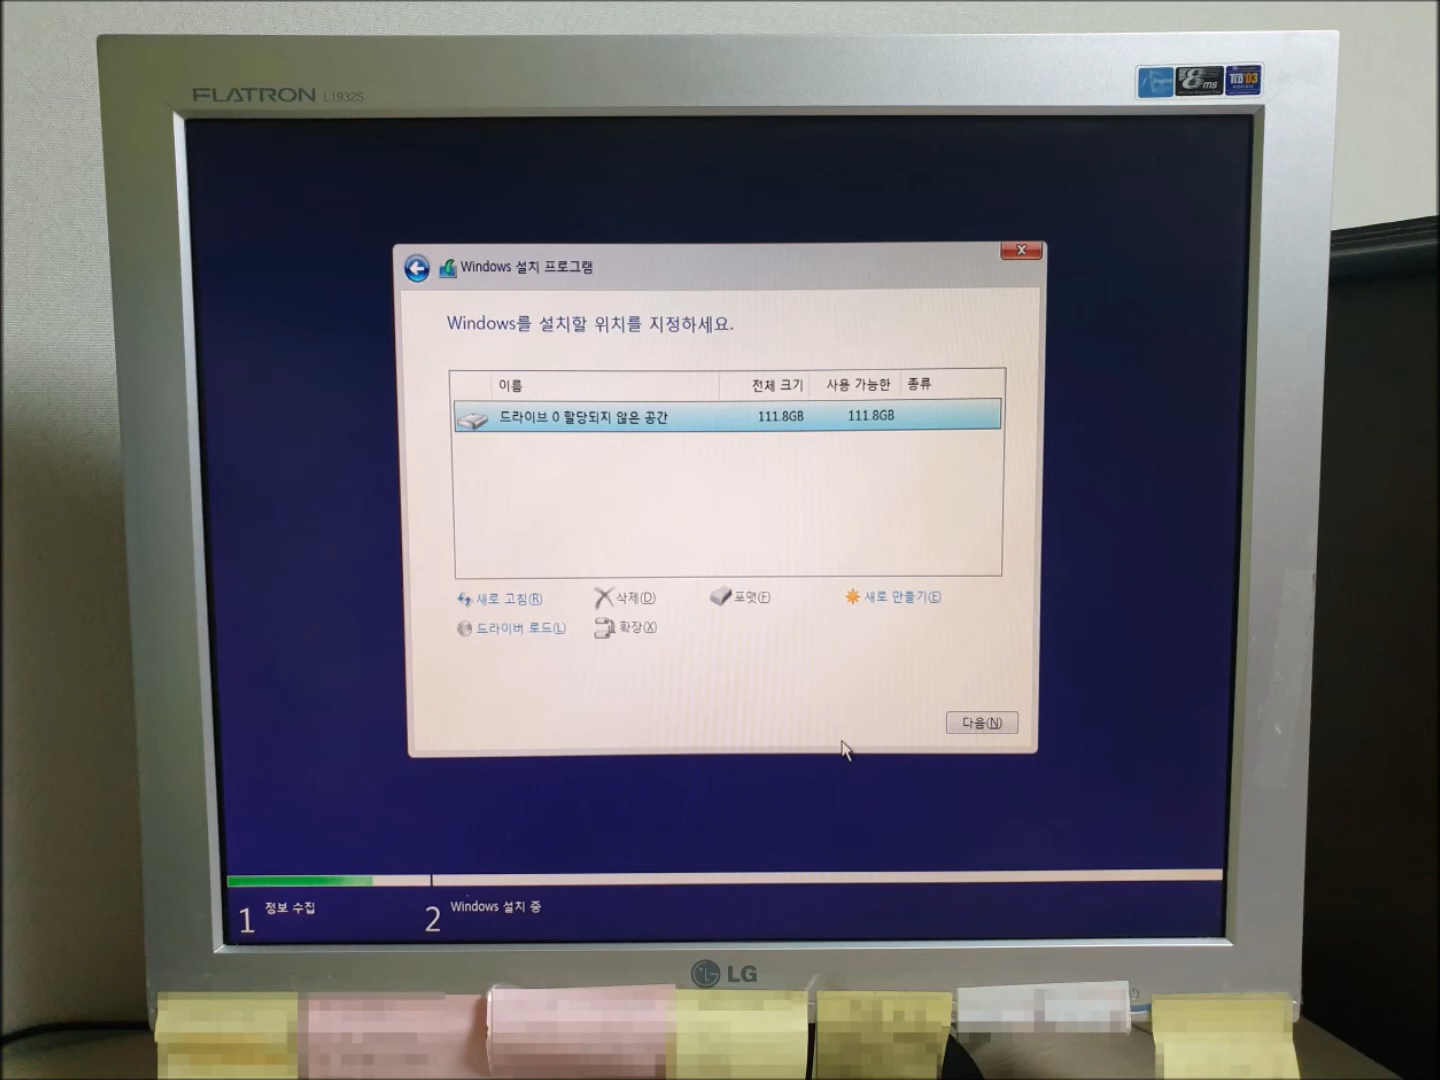 FLATRON L1932S
8ms
TCO'03
Windows 설치 프로그램
Windows를 설치할 위치를 지정하세요.
이름 전체 크기 사용 가능한 종류
드라이브 0 할당되지 않은 공간 111.8GB 111.8GB
새로 고침(R) 삭제(D) 포맷(F) 새로 만들기(E)
드라이버 로드(L) 확장(X)
다음(N)
1 정보 수집 2 Windows 설치 중
LG